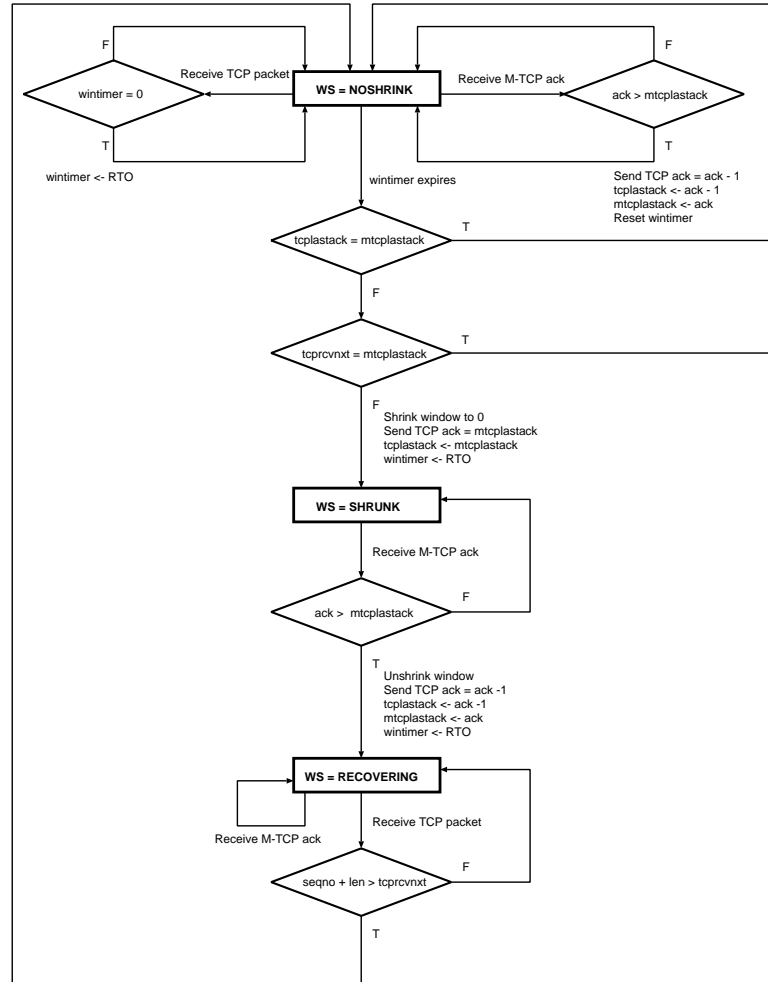 F
F
Receive TCP packet
Receive M-TCP ack
wintimer = 0
WS = NOSHRINK
ack > mtcplastack
T
T
wintimer <- RTO
wintimer expires
Send TCP ack = ack - 1
tcplastack <- ack - 1
mtcplastack <- ack
Reset wintimer
T
tcplastack = mtcplastack
F
T
tcprcvnxt = mtcplastack
F
Shrink window to 0
Send TCP ack = mtcplastack
tcplastack <- mtcplastack
wintimer <- RTO
WS = SHRUNK
Receive M-TCP ack
F
ack > mtcplastack
T
Unshrink window
Send TCP ack = ack -1
tcplastack <- ack -1
mtcplastack <- ack
wintimer <- RTO
WS = RECOVERING
Receive TCP packet
Receive M-TCP ack
F
seqno + len > tcprcvnxt
T